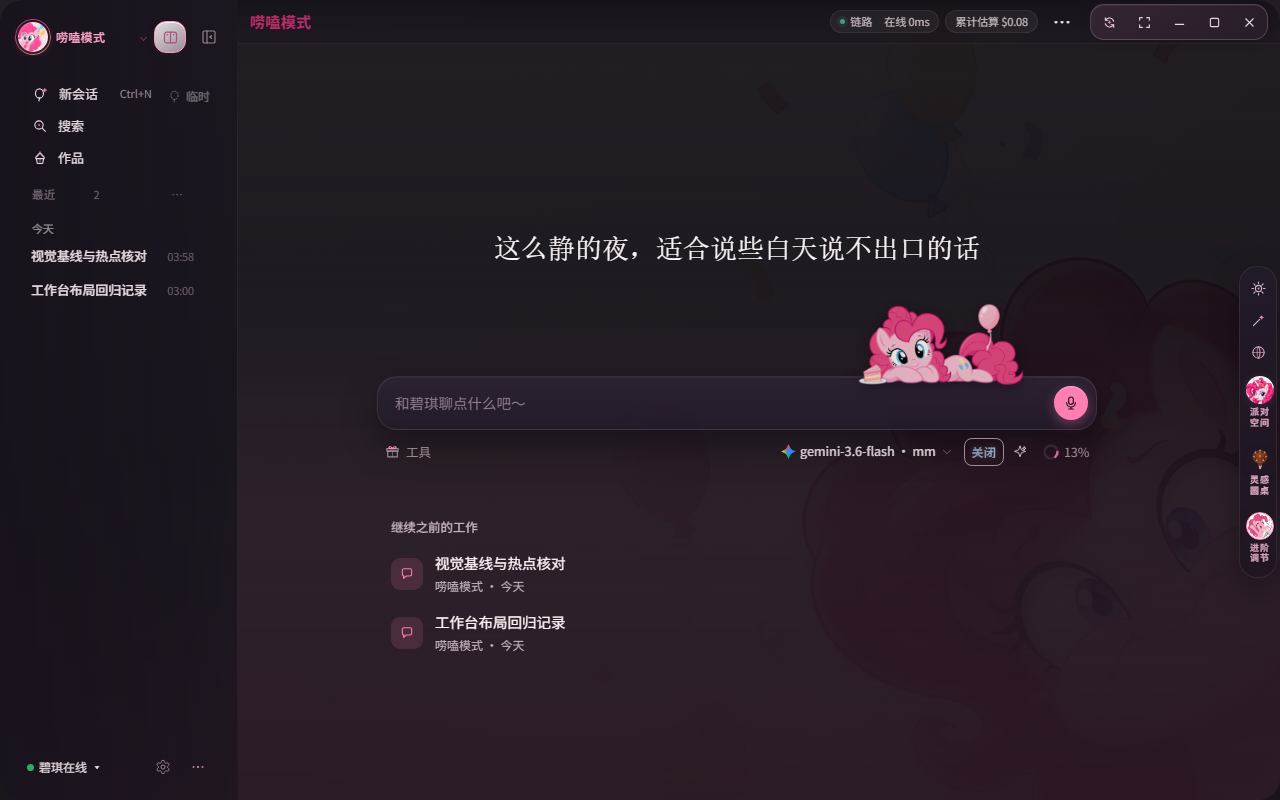 唠嗑模式
新会话 Ctrl+N 临时
搜索
作品
最近 2
今天
视觉基线与热点核对 03:58
工作台布局回归记录 03:00
碧琪在线
唠嗑模式
链路 在线 0ms
累计估算 $0.08
这么静的夜，适合说些白天说不出口的话
和碧琪聊点什么吧～
工具
gemini-3.6-flash • mm
关闭
13%
继续之前的工作
视觉基线与热点核对
唠嗑模式 • 今天
工作台布局回归记录
唠嗑模式 • 今天
派对
空间
灵感
圆桌
进阶
调节